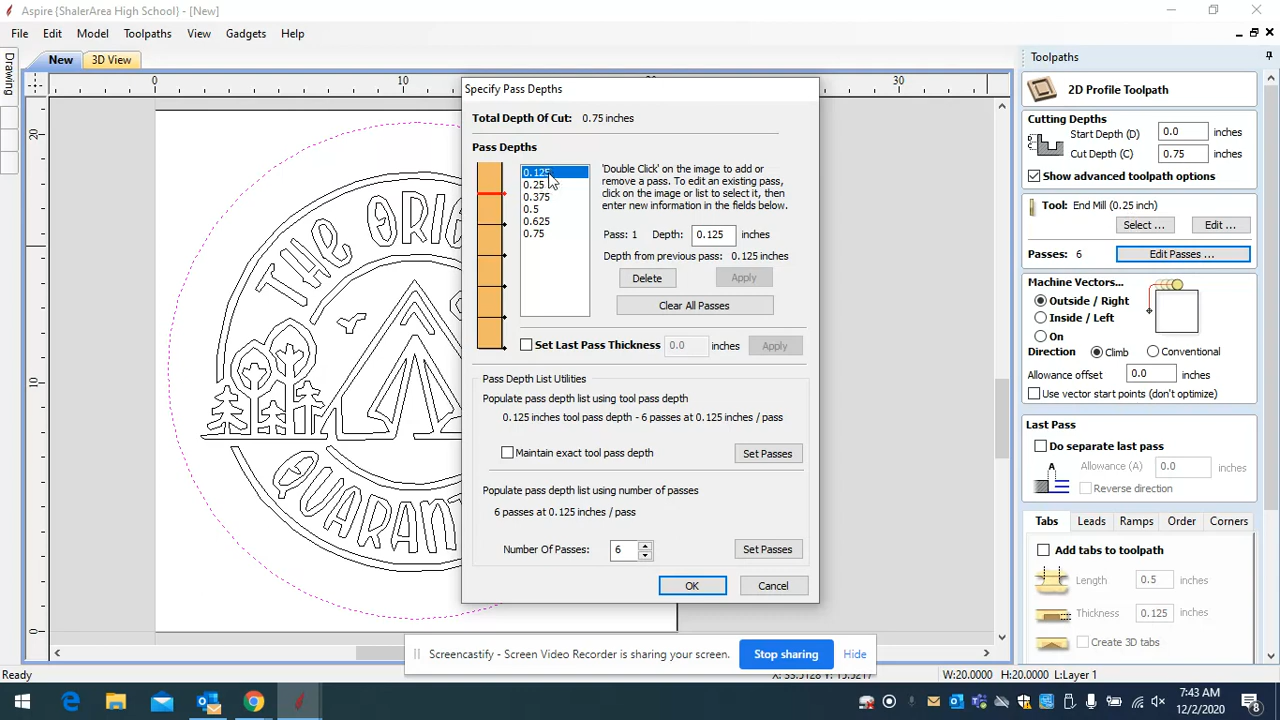 Aspire {ShalerArea High School} - [New]
File Edit Model Toolpaths View Gadgets Help
Drawing
New 3D View
0 10 20 30
20
10
0
THE ORIG
QUARANT
Specify Pass Depths
Total Depth Of Cut: 0.75 inches
Pass Depths
0.125
0.25
0.375
0.5
0.625
0.75
'Double Click' on the image to add or
remove a pass. To edit an existing pass,
click on the image or list to select it, then
enter new information in the fields below.
Pass: 1 Depth: 0.125 inches
Depth from previous pass: 0.125 inches
Delete Apply
Clear All Passes
Set Last Pass Thickness 0.0 inches Apply
Pass Depth List Utilities
Populate pass depth list using tool pass depth
0.125 inches tool pass depth - 6 passes at 0.125 inches / pass
Maintain exact tool pass depth Set Passes
Populate pass depth list using number of passes
6 passes at 0.125 inches / pass
Number Of Passes: 6 Set Passes
OK Cancel
Toolpaths
2D Profile Toolpath
Cutting Depths
Start Depth (D) 0.0 inches
Cut Depth (C) 0.75 inches
Show advanced toolpath options
Tool: End Mill (0.25 inch)
Select ... Edit ...
Passes: 6 Edit Passes ...
Machine Vectors...
Outside / Right
Inside / Left
On
Direction Climb Conventional
Allowance offset 0.0 inches
Use vector start points (don't optimize)
Last Pass
Do separate last pass
Allowance (A) 0.0 inches
A
Reverse direction
Tabs Leads Ramps Order Corners
Add tabs to toolpath
Length 0.5 inches
Thickness 0.125 inches
Create 3D tabs
Screencastify - Screen Video Recorder is sharing your screen. Stop sharing Hide
Ready W:20.0000 H:20.0000 L:Layer 1
7:43 AM
12/2/2020
8